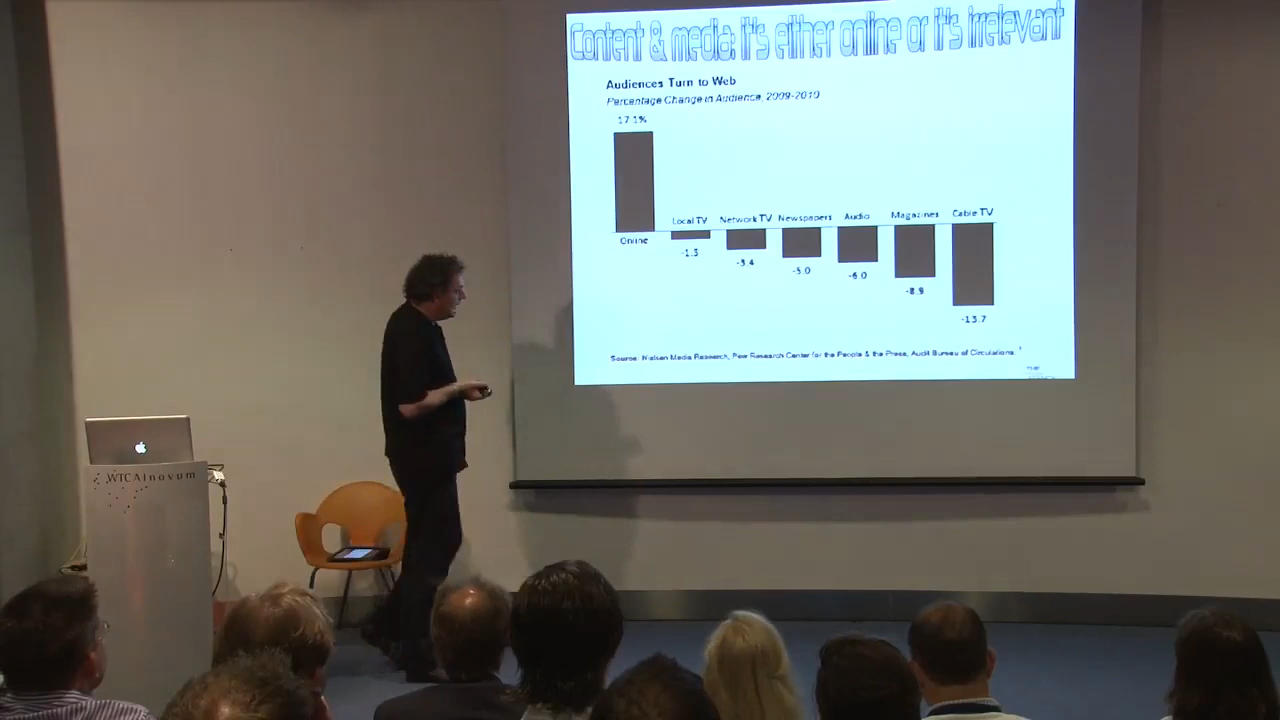 Content & media: it's either online or it's irrelevant
Audiences Turn to Web
Percentage Change in Audience, 2009-2010
17.1%
Local TV
Network TV
Newspapers
Audio
Magazines
Cable TV
Online
-1.5
-3.4
-5.0
-6.0
-8.9
-13.7
Source: Nielsen Media Research, Pew Research Center for the People & the Press, Audit Bureau of Circulations.
WTCAlnovum